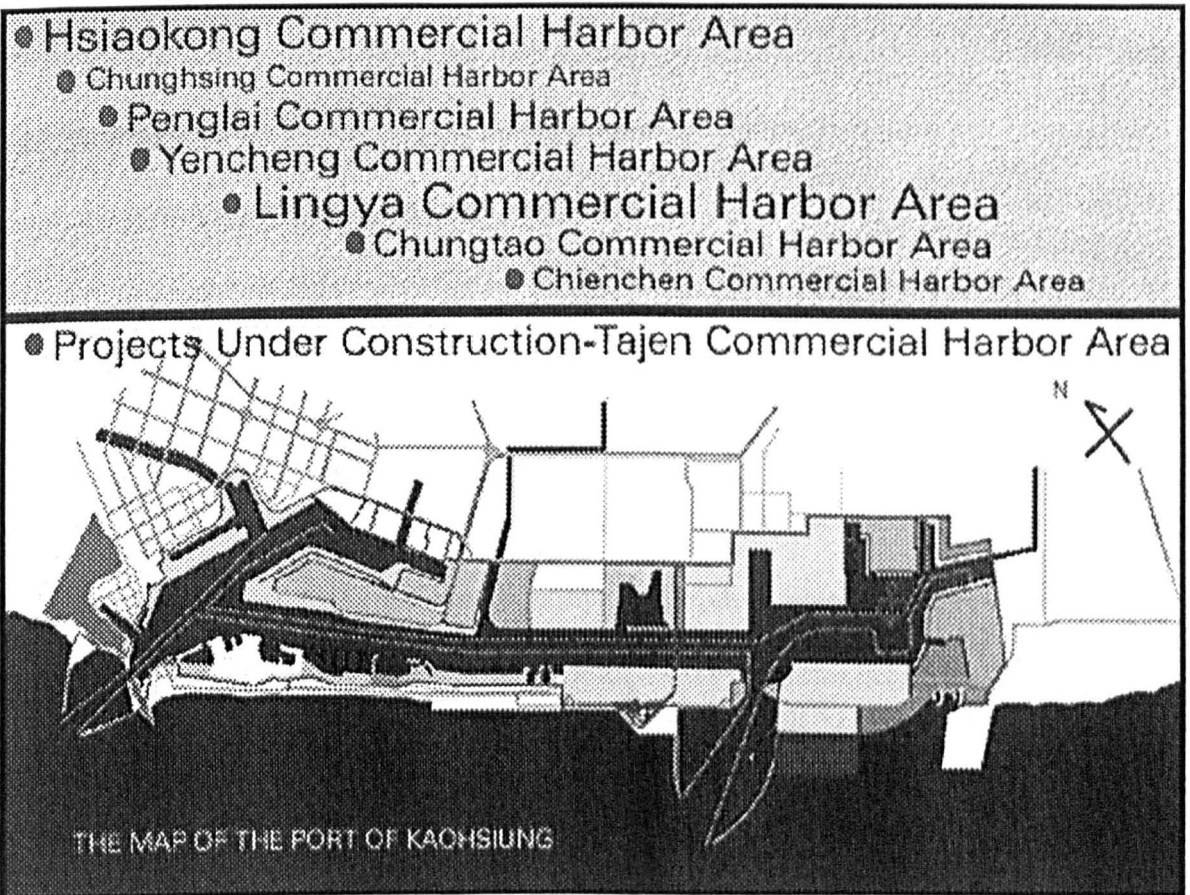 Hsiaokong Commercial Harbor Area
Chunghsing Commercial Harbor Area
Penglai Commercial Harbor Area
Yencheng Commercial Harbor Area
Lingya Commercial Harbor Area
Chungtao Commercial Harbor Area
Chienchen Commercial Harbor Area
Projects Under Construction-Tajen Commercial Harbor Area
N
THE MAP OF THE PORT OF KAOHSIUNG